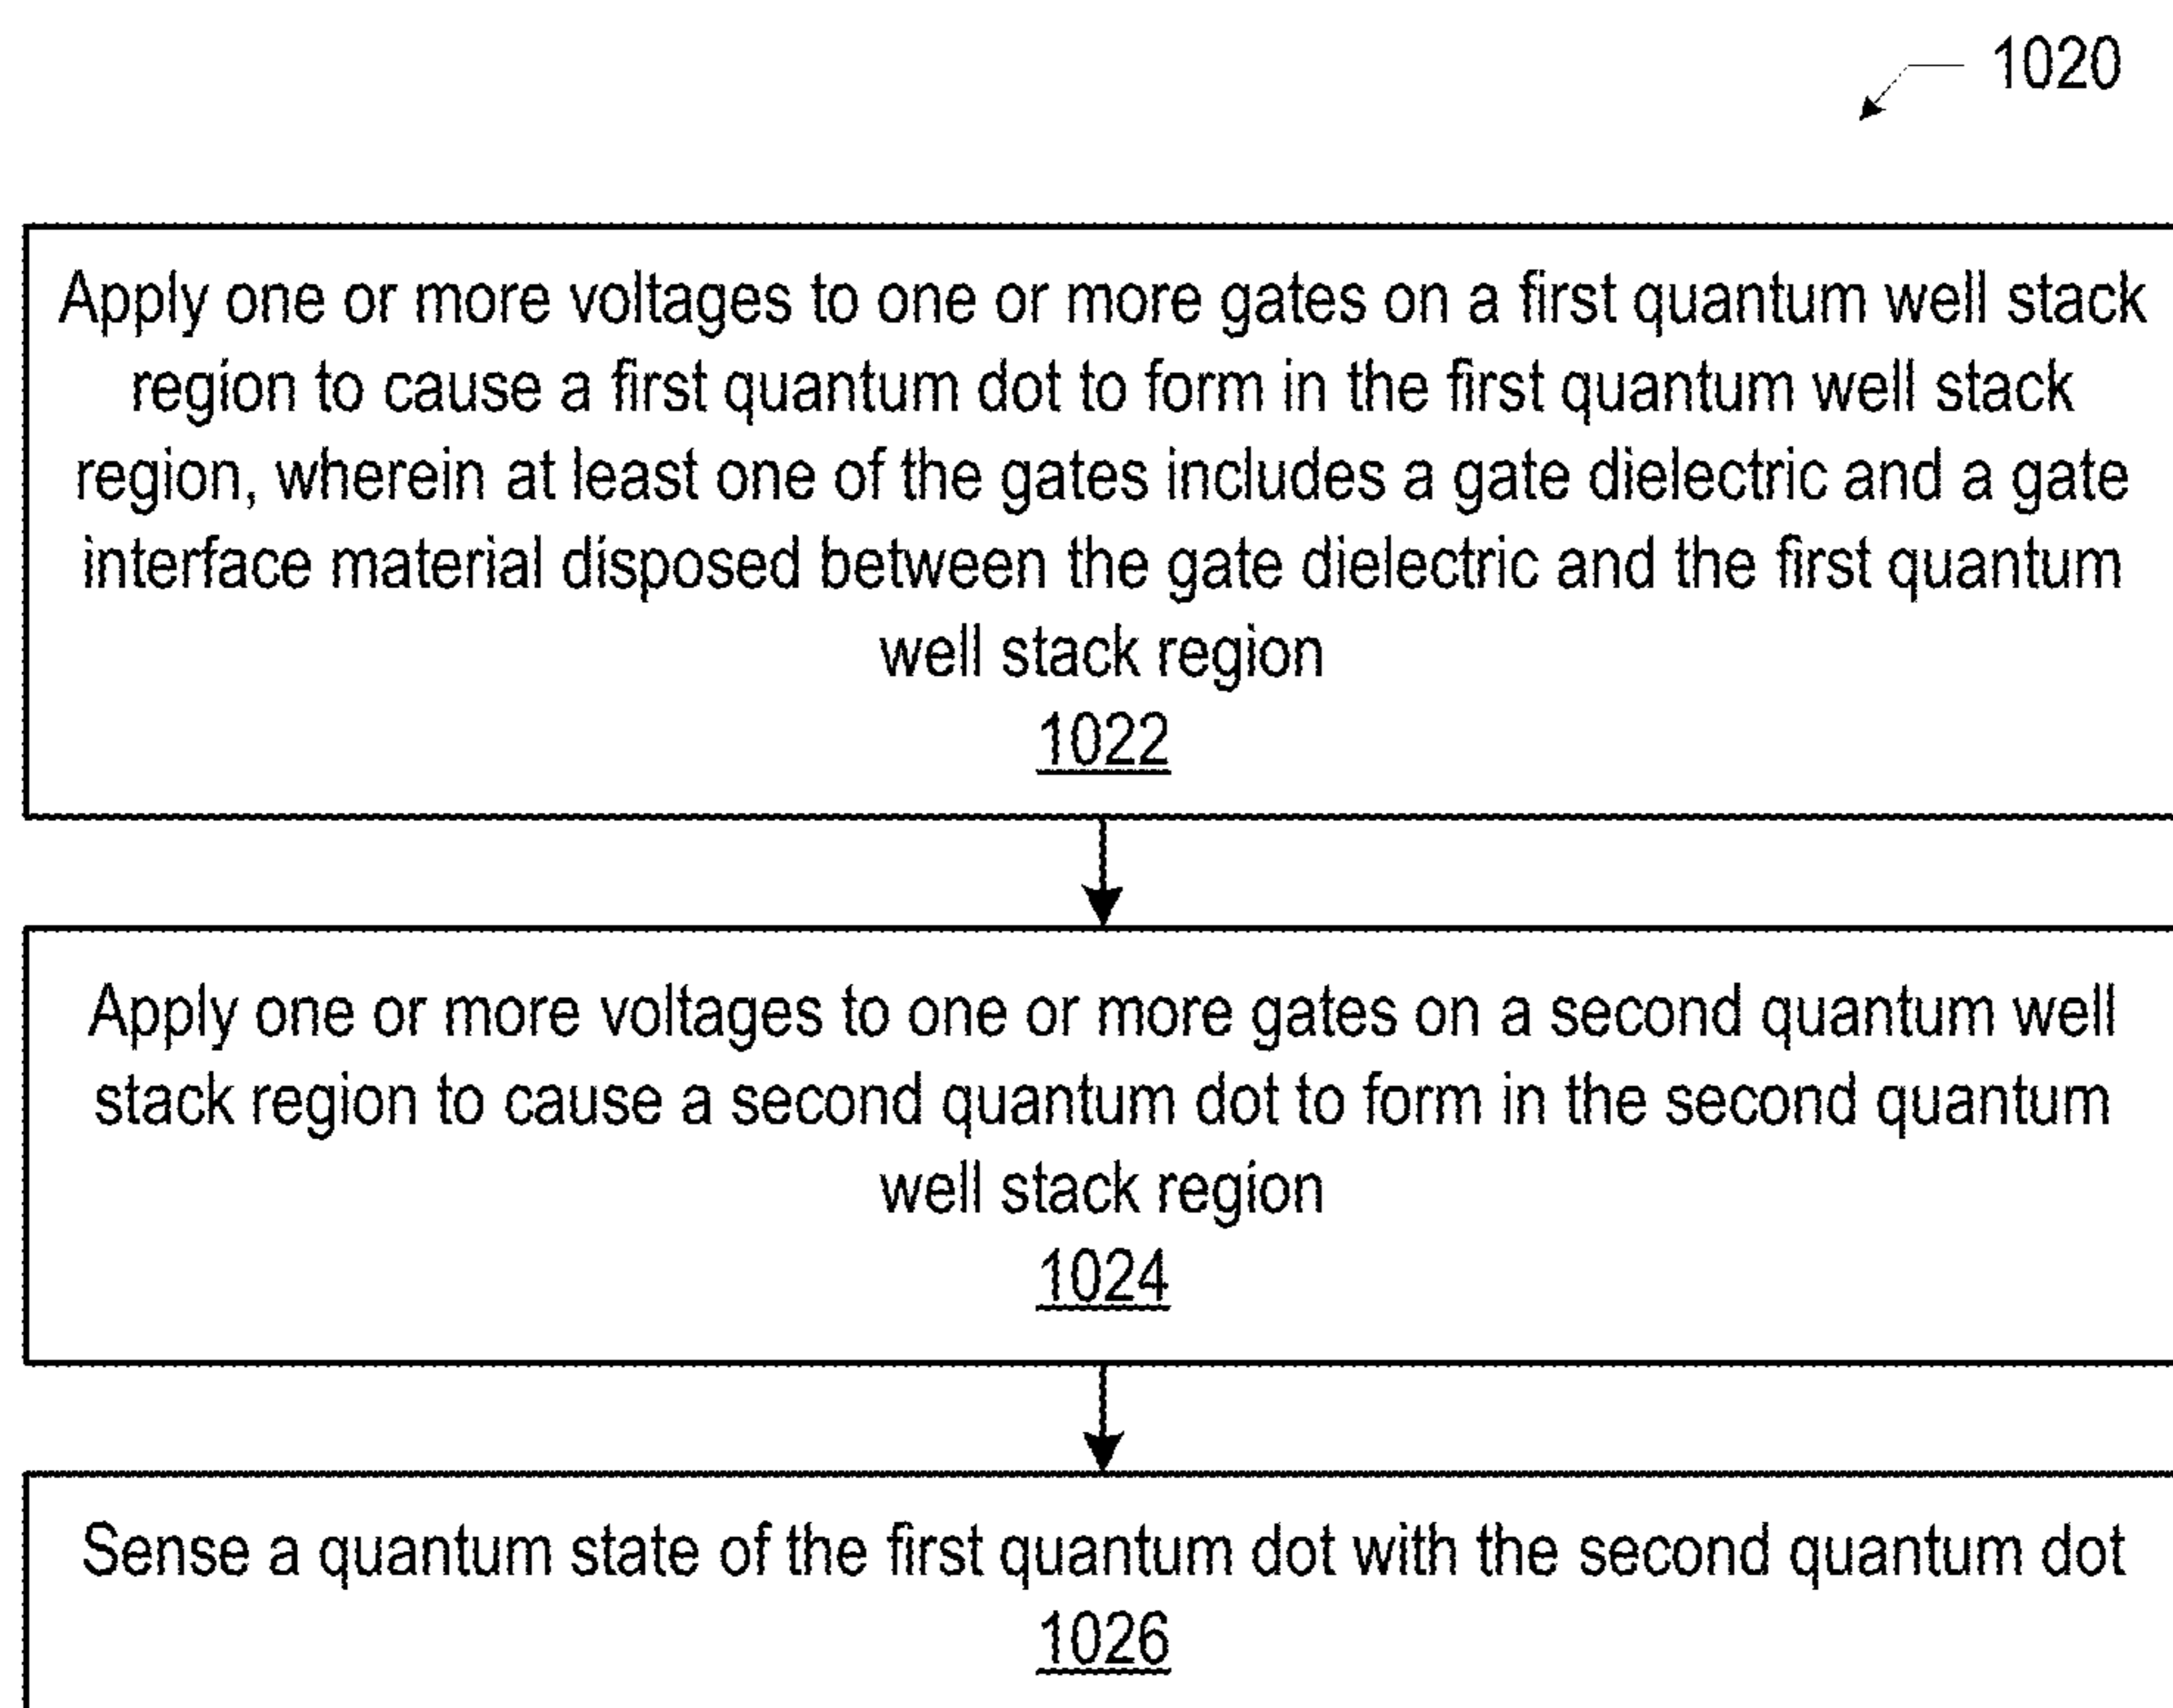 1020
Apply one or more voltages to one or more gates on a first quantum well stack
region to cause a first quantum dot to form in the first quantum well stack
region, wherein at least one of the gates includes a gate dielectric and a gate
interface material disposed between the gate dielectric and the first quantum
well stack region
1022
Apply one or more voltages to one or more gates on a second quantum well
stack region to cause a second quantum dot to form in the second quantum
well stack region
1024
Sense a quantum state of the first quantum dot with the second quantum dot
1026